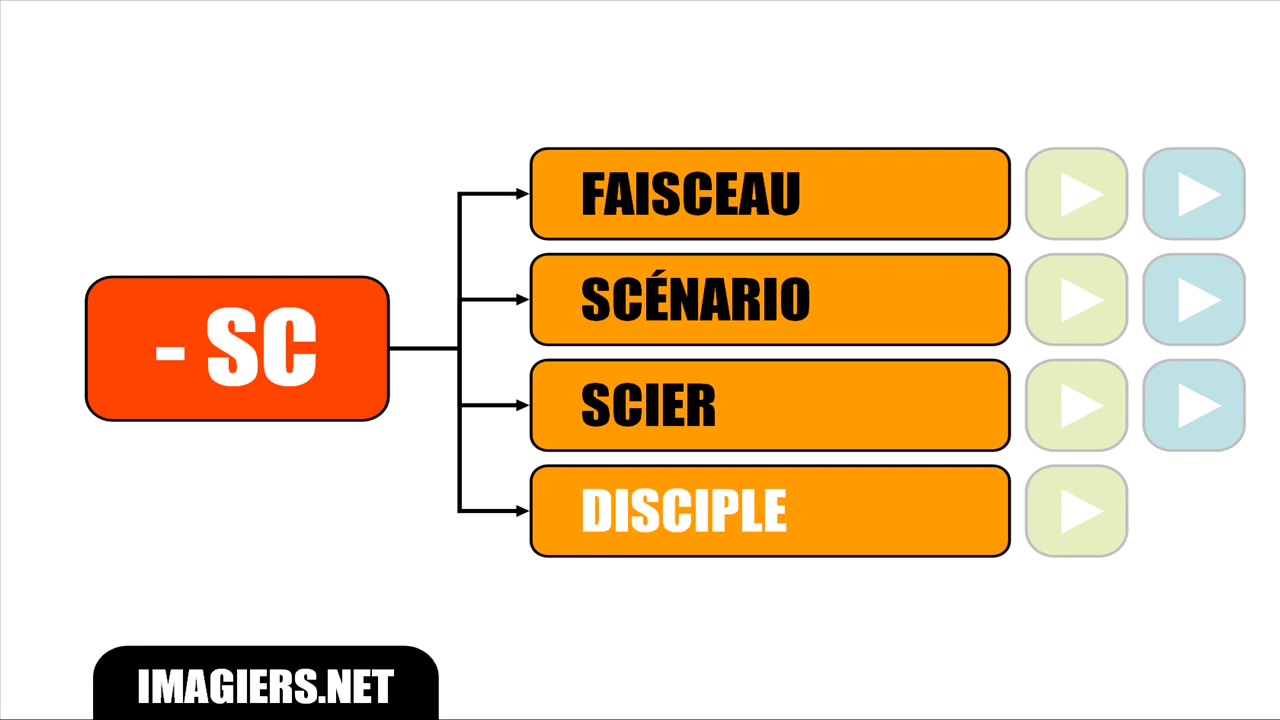 - SC
FAISCEAU
SCÉNARIO
SCIER
DISCIPLE
IMAGIERS.NET